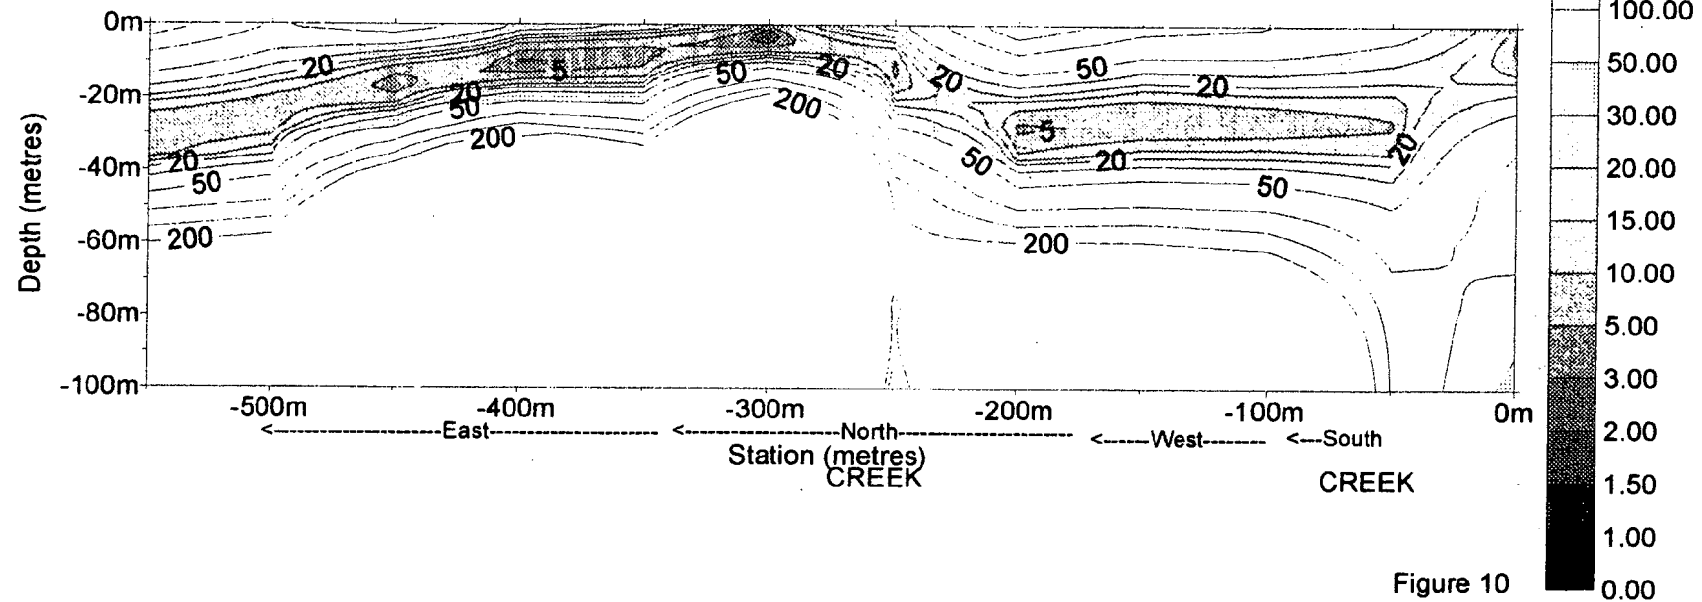 0m
-20m
-40m
-60m
-80m
-100m
Depth (metres)
20
5
50
20
20
50
20
50
200
200
20
50
200
20
50
20
5
20
50
50
200
20
-500m
-400m
-300m
-200m
-100m
0m
<---------------------East----------------
<---------------------North---------------------
<------West-------
<---South
Station (metres)
CREEK
CREEK
100.00
50.00
30.00
20.00
15.00
10.00
5.00
3.00
2.00
1.50
1.00
0.00
Figure 10